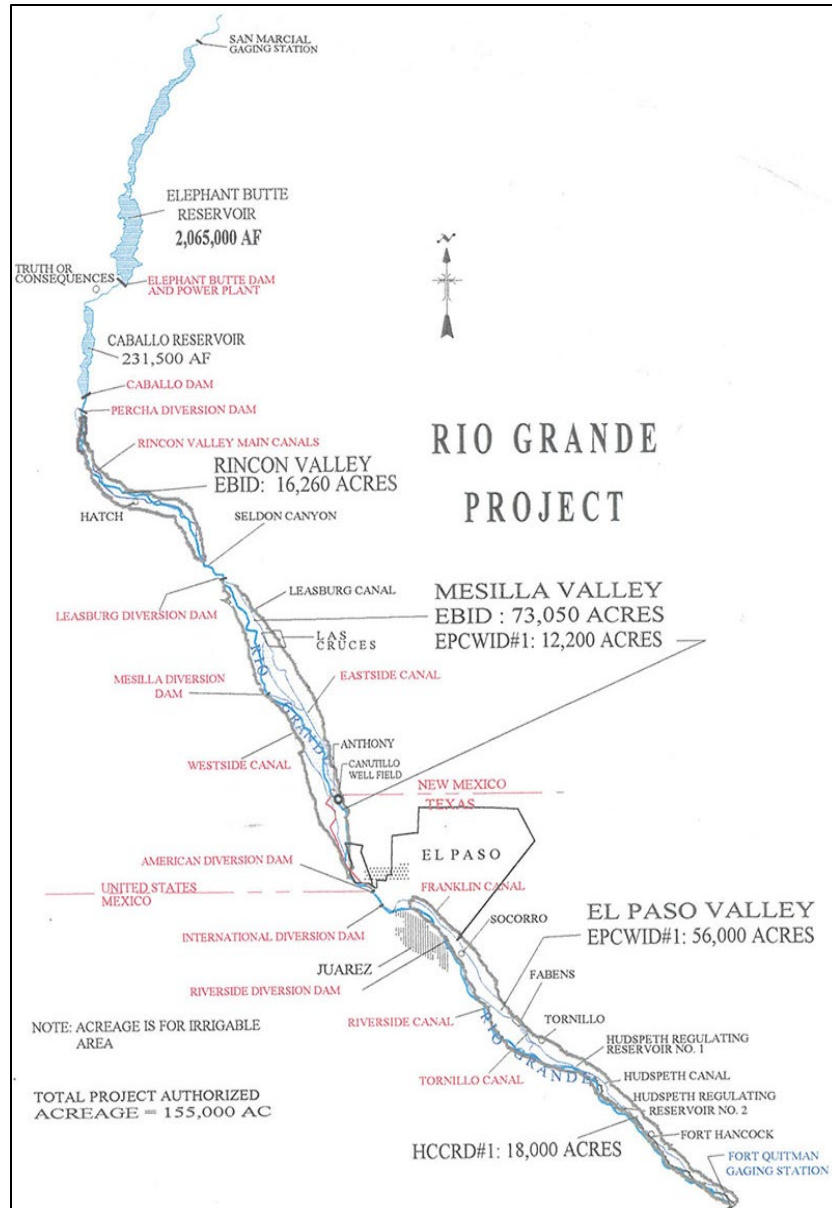 SAN MARCIAL
GAGING STATION
ELEPHANT BUTTE
RESERVOIR
2,065,000 AF
N
TRUTH OR
CONSEQUENCES
ELEPHANT BUTTE DAM
AND POWER PLANT
CABALLO RESERVOIR
231,500 AF
CABALLO DAM
PERCHA DIVERSION DAM
RINCON VALLEY MAIN CANALS
RIO GRANDE
PROJECT
RINCON VALLEY
EBID: 16,260 ACRES
HATCH
SELDON CANYON
LEASBURG CANAL
MESILLA VALLEY
EBID : 73,050 ACRES
EPCWID#1: 12,200 ACRES
LEASBURG DIVERSION DAM
LAS
CRUCES
RIO GRANDE
EASTSIDE CANAL
MESILLA DIVERSION
DAM
ANTHONY
WESTSIDE CANAL
CANUTILLO
WELL FIELD
NEW MEXICO
TEXAS
EL PASO
AMERICAN DIVERSION DAM
UNITED STATES
MEXICO
FRANKLIN CANAL
EL PASO VALLEY
EPCWID#1: 56,000 ACRES
SOCORRO
INTERNATIONAL DIVERSION DAM
JUAREZ
RIVERSIDE DIVERSION DAM
FABENS
RIVERSIDE CANAL
TORNILLO
RIO GRANDE
HUDSPETH REGULATING
RESERVOIR NO. 1
NOTE: ACREAGE IS FOR IRRIGABLE
AREA
TORNILLO CANAL
HUDSPETH CANAL
HUDSPETH REGULATING
RESERVOIR NO. 2
TOTAL PROJECT AUTHORIZED
ACREAGE = 155,000 AC
FORT HANCOCK
HCCRD#1: 18,000 ACRES
FORT QUITMAN
GAGING STATION